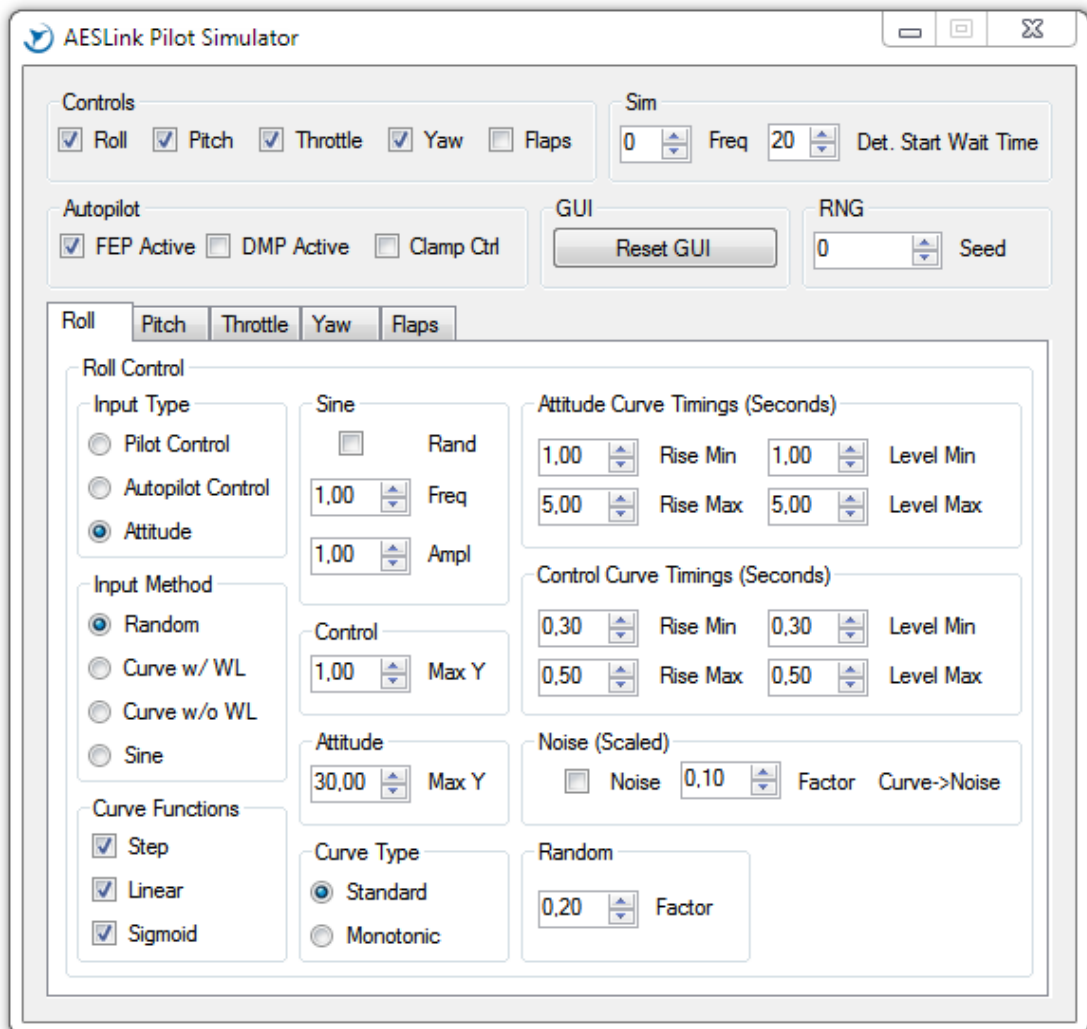 AESLink Pilot Simulator
Controls
Roll Pitch Throttle Yaw Flaps
Sim
0 Freq 20 Det. Start Wait Time
Autopilot
FEP Active DMP Active Clamp Ctrl
GUI
Reset GUI
RNG
0 Seed
Roll Pitch Throttle Yaw Flaps
Roll Control
Input Type
Pilot Control
Autopilot Control
Attitude
Input Method
Random
Curve w/ WL
Curve w/o WL
Sine
Curve Functions
Step
Linear
Sigmoid
Sine
Rand
1,00 Freq
1,00 Ampl
Control
1,00 Max Y
Attitude
30,00 Max Y
Curve Type
Standard
Monotonic
Attitude Curve Timings (Seconds)
1,00 Rise Min 1,00 Level Min
5,00 Rise Max 5,00 Level Max
Control Curve Timings (Seconds)
0,30 Rise Min 0,30 Level Min
0,50 Rise Max 0,50 Level Max
Noise (Scaled)
Noise 0,10 Factor Curve->Noise
Random
0,20 Factor